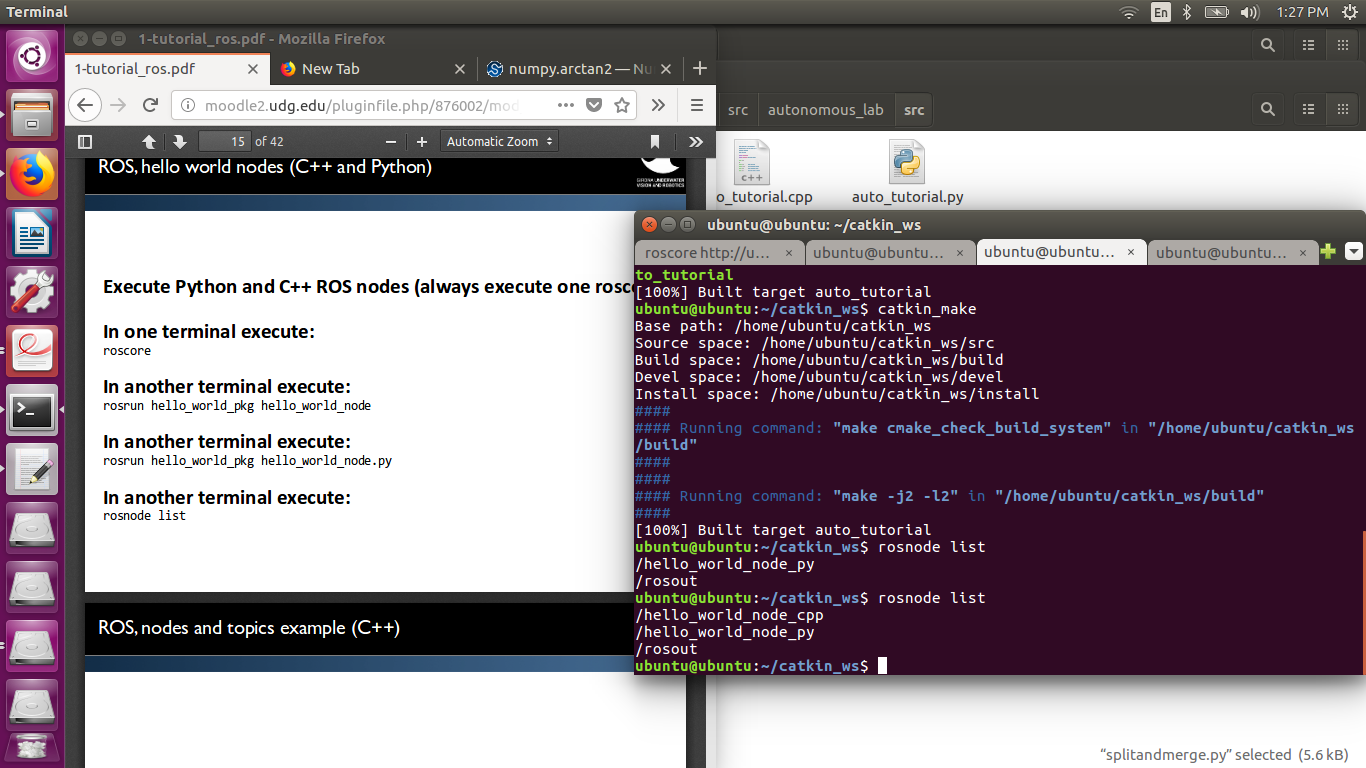 Terminal
En
1:27 PM
1-tutorial_ros.pdf - Mozilla Firefox
1-tutorial_ros.pdf
New Tab
numpy.arctan2 — Nu
moodle2.udg.edu/pluginfile.php/876002/mod
15 of 42
Automatic Zoom
ROS, hello world nodes (C++ and Python)
GIRONA UNDERWATER
VISION AND ROBOTICS
Execute Python and C++ ROS nodes (always execute one rosco
In one terminal execute:
roscore
In another terminal execute:
rosrun hello_world_pkg hello_world_node
In another terminal execute:
rosrun hello_world_pkg hello_world_node.py
In another terminal execute:
rosnode list
ROS, nodes and topics example (C++)
src
autonomous_lab
src
C++
o_tutorial.cpp
auto_tutorial.py
ubuntu@ubuntu: ~/catkin_ws
roscore http://u...
ubuntu@ubuntu...
ubuntu@ubuntu...
ubuntu@ubuntu...
to_tutorial
[100%] Built target auto_tutorial
ubuntu@ubuntu:~/catkin_ws$ catkin_make
Base path: /home/ubuntu/catkin_ws
Source space: /home/ubuntu/catkin_ws/src
Build space: /home/ubuntu/catkin_ws/build
Devel space: /home/ubuntu/catkin_ws/devel
Install space: /home/ubuntu/catkin_ws/install
####
#### Running command: "make cmake_check_build_system" in "/home/ubuntu/catkin_ws
/build"
####
####
#### Running command: "make -j2 -l2" in "/home/ubuntu/catkin_ws/build"
####
[100%] Built target auto_tutorial
ubuntu@ubuntu:~/catkin_ws$ rosnode list
/hello_world_node_py
/rosout
ubuntu@ubuntu:~/catkin_ws$ rosnode list
/hello_world_node_cpp
/hello_world_node_py
/rosout
ubuntu@ubuntu:~/catkin_ws$
“splitandmerge.py” selected (5.6 kB)